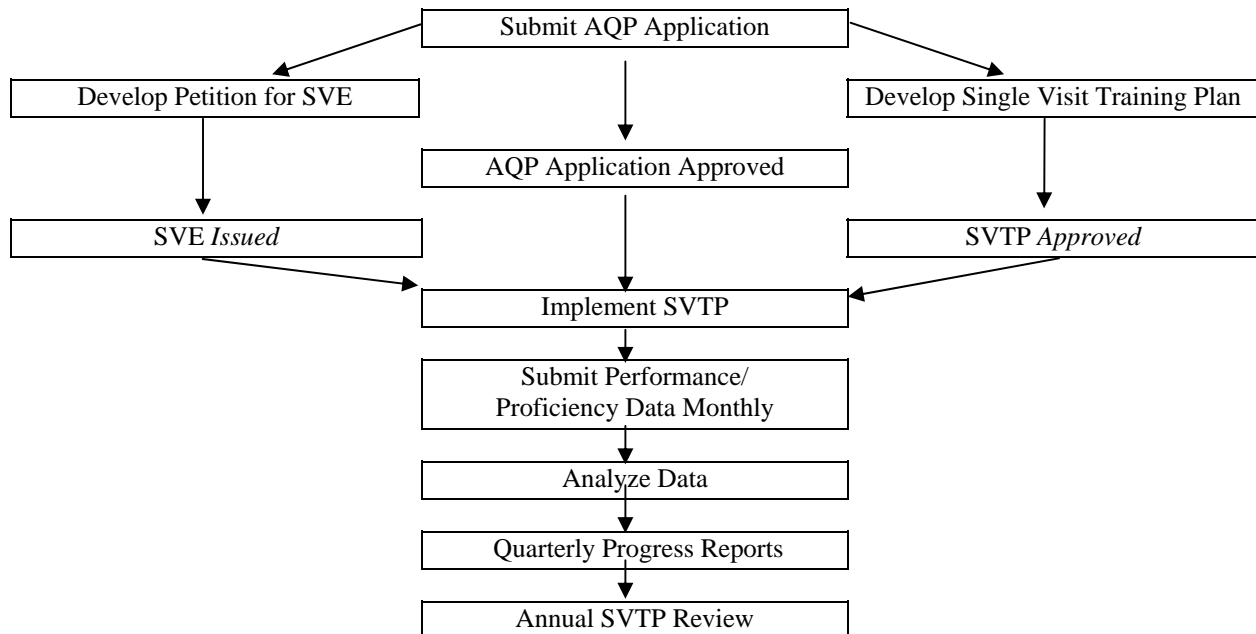 Submit AQP Application
Develop Petition for SVE
Develop Single Visit Training Plan
AQP Application Approved
SVE Issued
SVTP Approved
Implement SVTP
Submit Performance/
Proficiency Data Monthly
Analyze Data
Quarterly Progress Reports
Annual SVTP Review